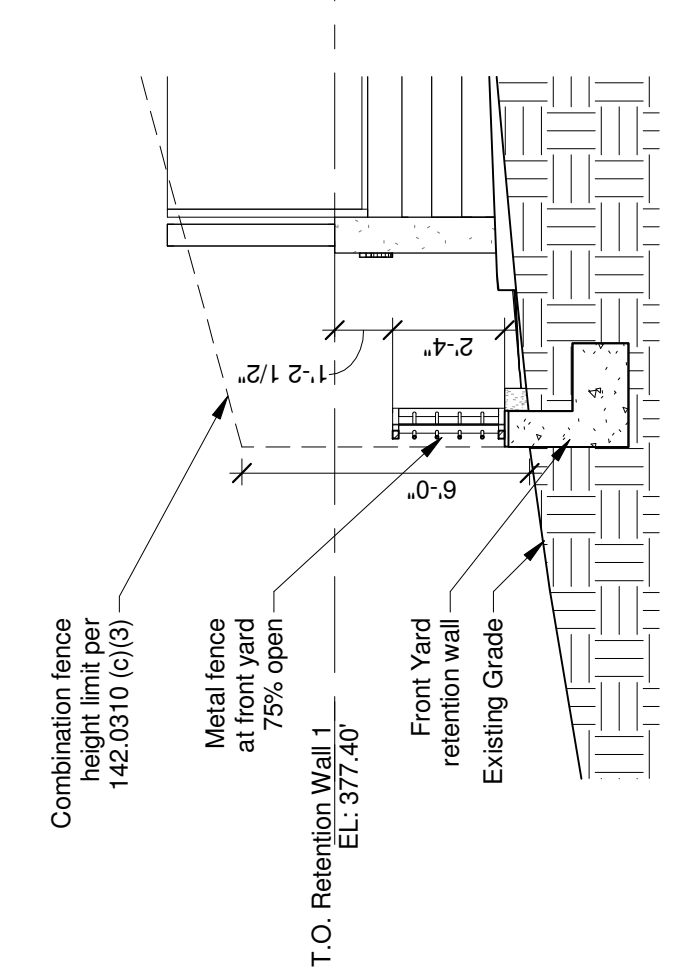 Combination fence
height limit per
142.0310 (c)(3)
Metal fence
at front yard
75% open
T.O. Retention Wall 1
EL: 377.40'
Front Yard
retention wall
Existing Grade
1'-2 1/2"
2'-4"
6'-0"